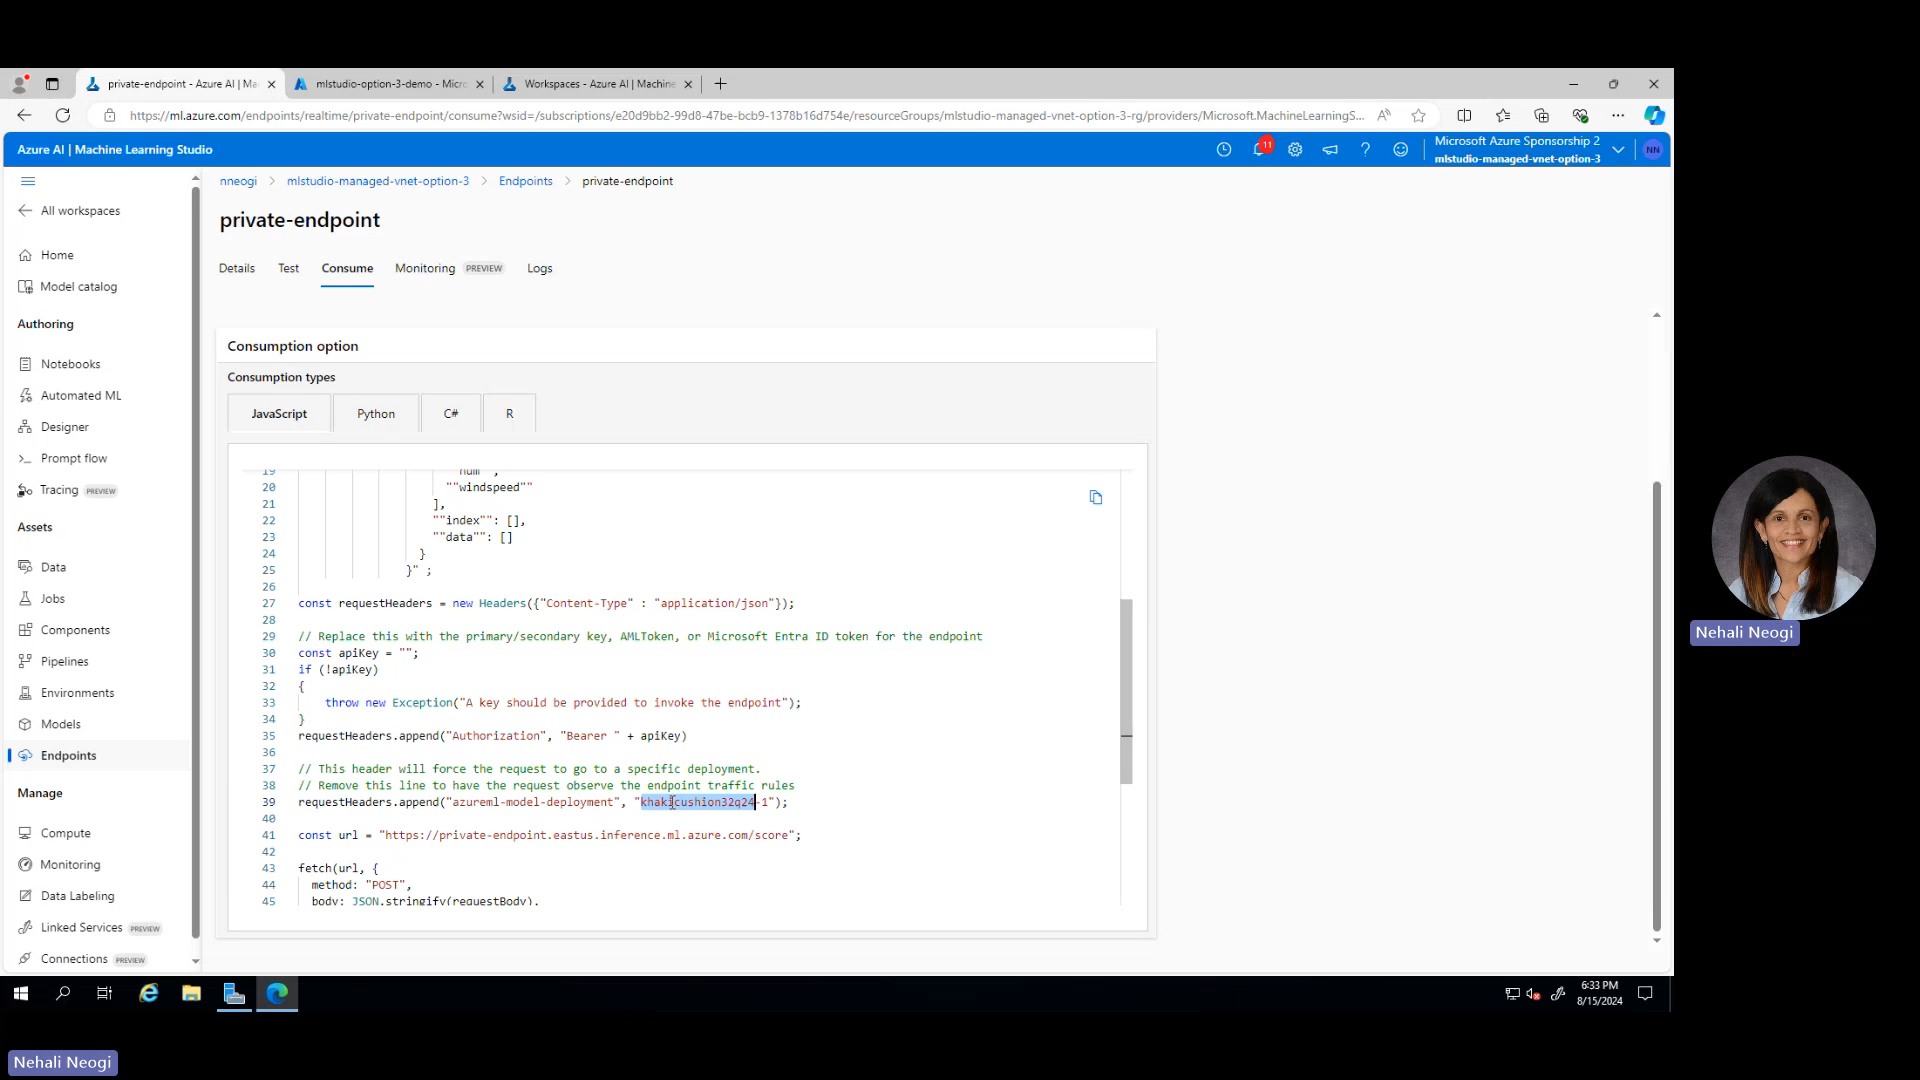 private-endpoint - Azure AI | Ma
mlstudio-option-3-demo - Micr
Workspaces - Azure AI | Machine
https://ml.azure.com/endpoints/realtime/private-endpoint/consume?wsid=/subscriptions/e20d9bb2-99d8-47be-bcb9-1378b16d754e/resourceGroups/mlstudio-managed-vnet-option-3-rg/providers/Microsoft.MachineLearningS...
Azure AI | Machine Learning Studio
11
Microsoft Azure Sponsorship 2
mlstudio-managed-vnet-option-3
NN
nneogi > mlstudio-managed-vnet-option-3 > Endpoints > private-endpoint
private-endpoint
Details
Test
Consume
Monitoring PREVIEW
Logs
All workspaces
Home
Model catalog
Authoring
Notebooks
Automated ML
Designer
Prompt flow
Tracing PREVIEW
Assets
Data
Jobs
Components
Pipelines
Environments
Models
Endpoints
Manage
Compute
Monitoring
Data Labeling
Linked Services PREVIEW
Connections PREVIEW
Consumption option
Consumption types
JavaScript
Python
C#
R
19 "num",
20 ""windspeed""
21 ],
22 ""index"": [],
23 ""data"": []
24 }
25 }" ;
26
27 const requestHeaders = new Headers({"Content-Type" : "application/json"});
28
29 // Replace this with the primary/secondary key, AMLToken, or Microsoft Entra ID token for the endpoint
30 const apiKey = "";
31 if (!apiKey)
32 {
33 throw new Exception("A key should be provided to invoke the endpoint");
34 }
35 requestHeaders.append("Authorization", "Bearer " + apiKey)
36
37 // This header will force the request to go to a specific deployment.
38 // Remove this line to have the request observe the endpoint traffic rules
39 requestHeaders.append("azureml-model-deployment", "khakicushion32q24-1");
40
41 const url = "https://private-endpoint.eastus.inference.ml.azure.com/score";
42
43 fetch(url, {
44 method: "POST",
45 body: JSON.stringify(requestBody),
6:33 PM
8/15/2024
Nehali Neogi
Nehali Neogi